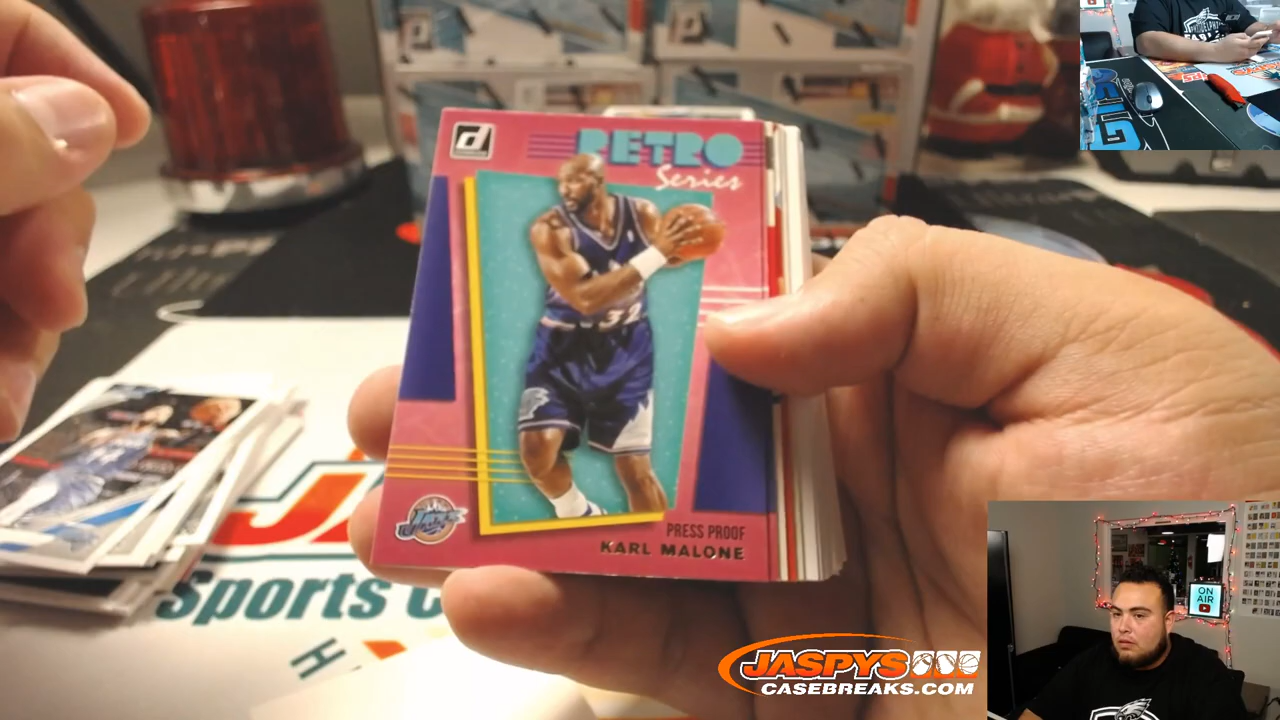 d
RETRO
Series
32
JAZZ
PRESS PROOF
KARL MALONE
Sports C
H
ON
AIR
JASPYS
CASEBREAKS.COM